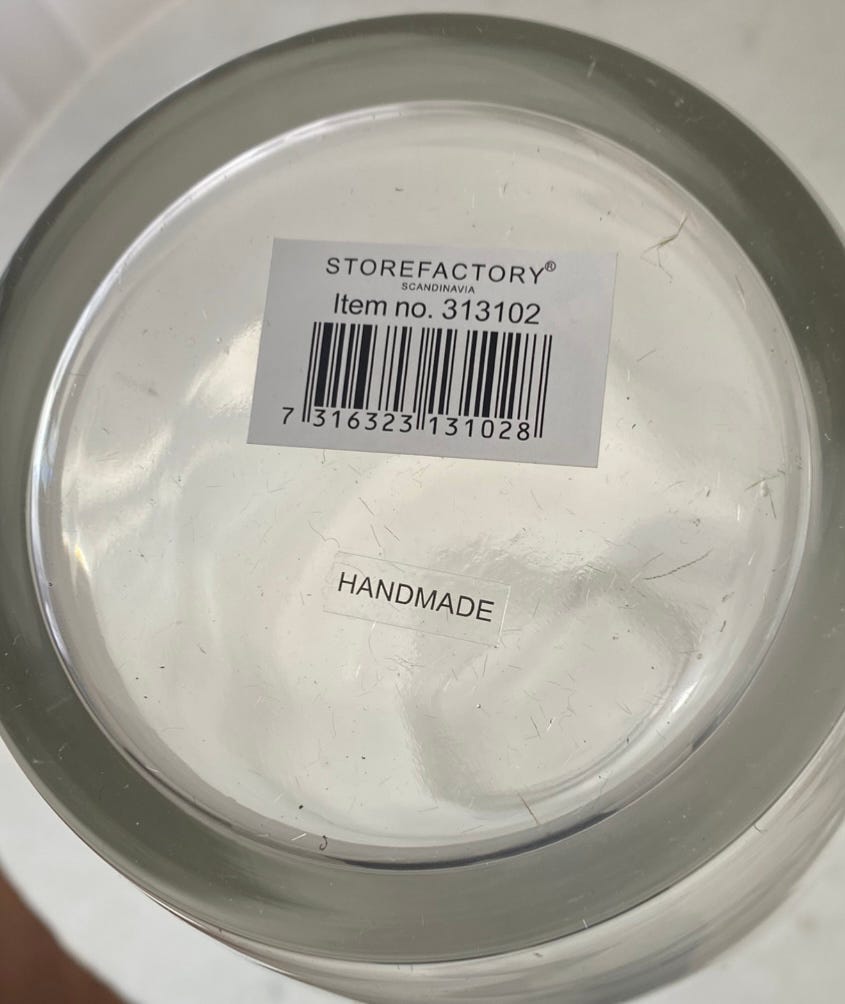 STOREFACTORY®
SCANDINAVIA
Item no. 313102
7 316323 131028
HANDMADE